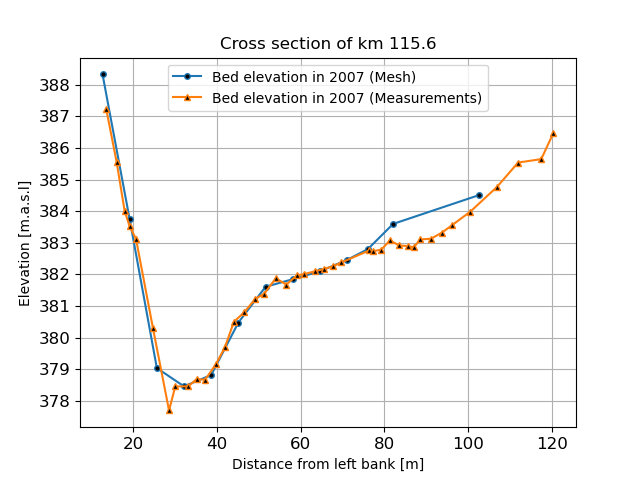 Cross section of km 115.6
Bed elevation in 2007 (Mesh)
Bed elevation in 2007 (Measurements)
Elevation [m.a.s.l]
388
387
386
385
384
383
382
381
380
379
378
20 40 60 80 100 120
Distance from left bank [m]